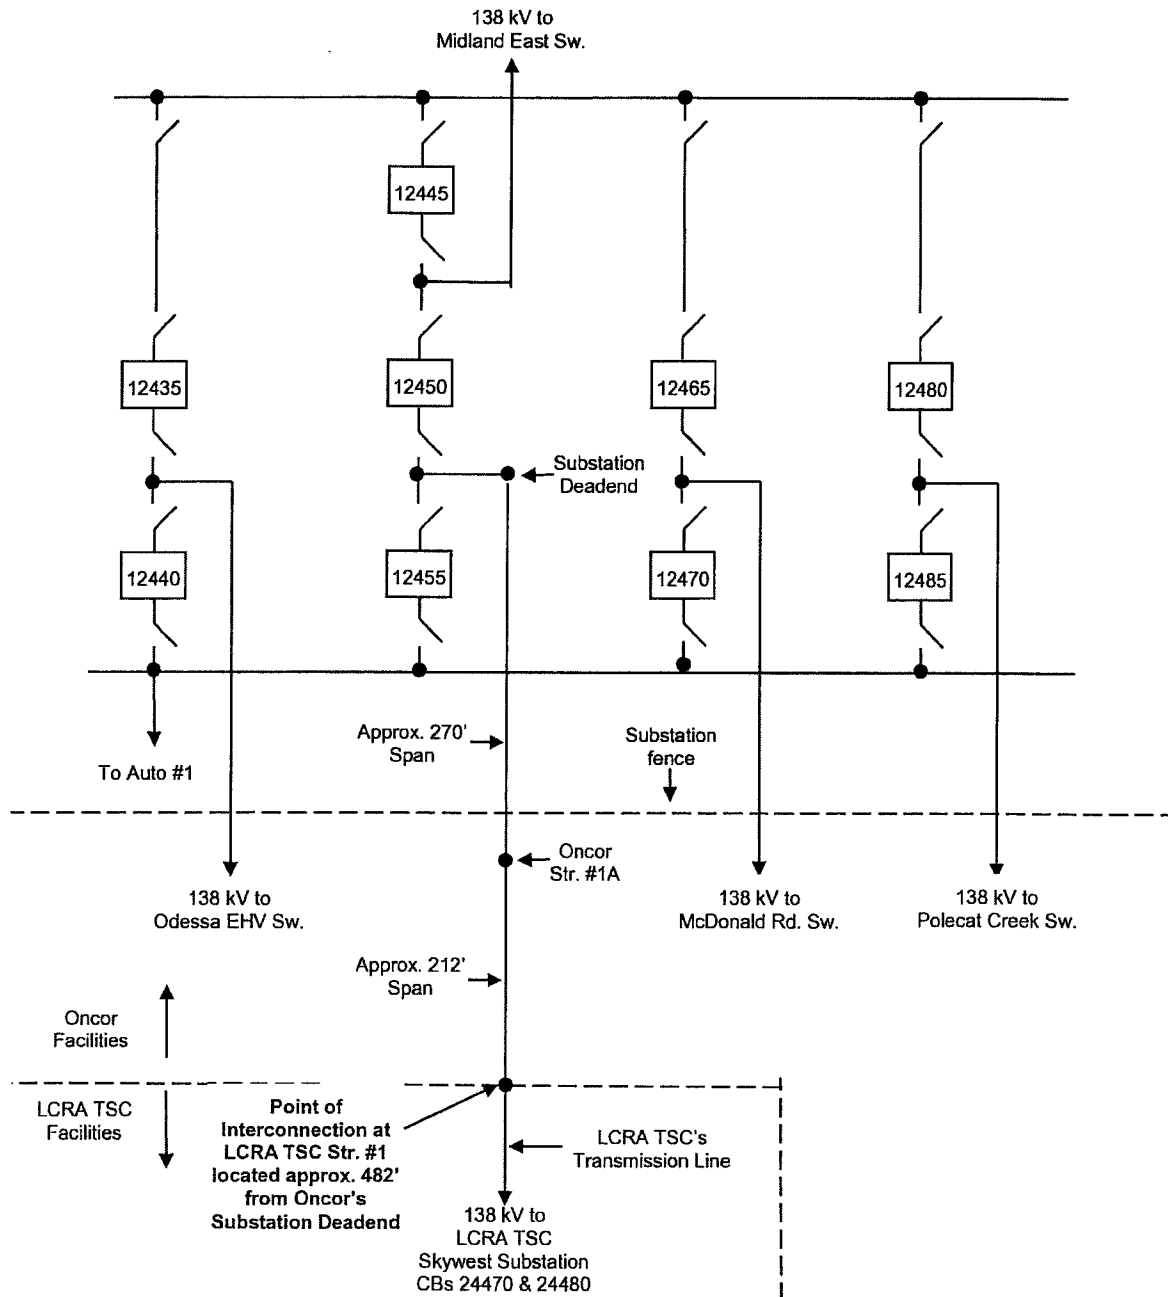 138 kV to
Midland East Sw.
12445
12435
12450
12465
12480
Substation
Deadend
12440
12455
12470
12485
Approx. 270'
Span
Substation
fence
To Auto #1
Oncor
Str. #1A
138 kV to
Odessa EHV Sw.
138 kV to
McDonald Rd. Sw.
138 kV to
Polecat Creek Sw.
Approx. 212'
Span
Oncor
Facilities
LCRA TSC
Facilities
Point of
Interconnection at
LCRA TSC Str. #1
located approx. 482'
from Oncor's
Substation Deadend
LCRA TSC's
Transmission Line
138 kV to
LCRA TSC
Skywest Substation
CBs 24470 & 24480